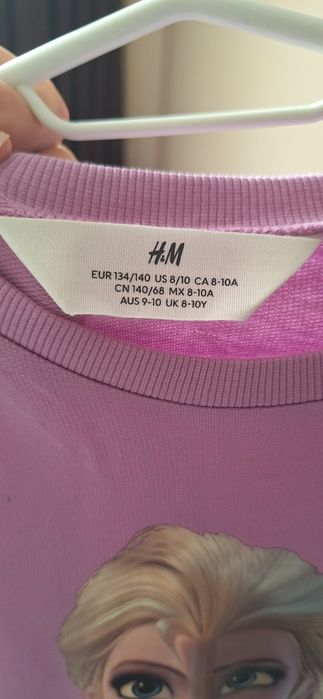 H&M
EUR 134/140 US 8/10 CA 8-10A
CN 140/68 MX 8-10A
AUS 9-10 UK 8-10Y